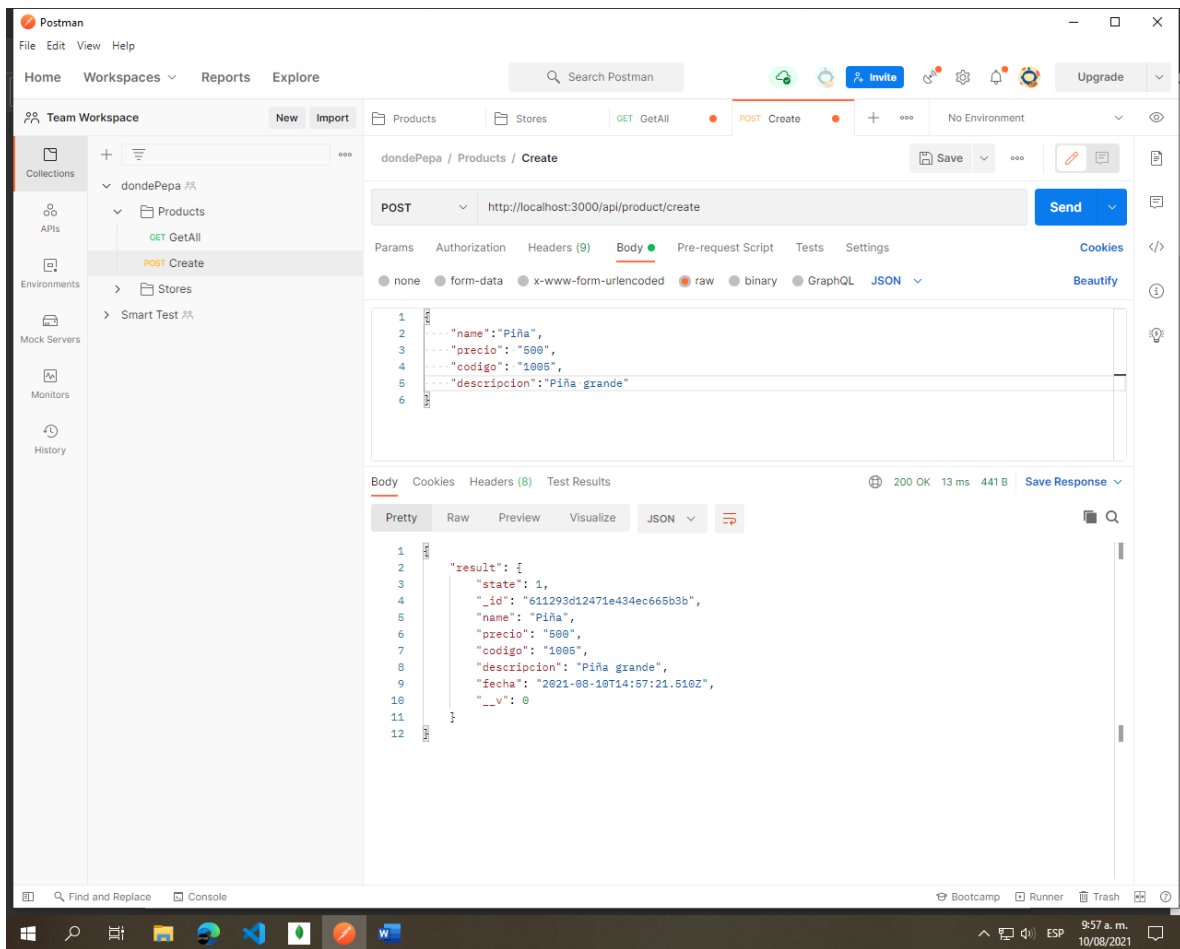 Postman
File Edit View Help
Home Workspaces Reports Explore Search Postman Invite Upgrade
Team Workspace New Import Products Stores GET GetAll POST Create No Environment
Collections
APIs
Environments
Mock Servers
Monitors
History
dondePepa
Products
GET GetAll
POST Create
Stores
Smart Test
dondePepa / Products / Create Save
POST http://localhost:3000/api/product/create Send
Params Authorization Headers (9) Body Pre-request Script Tests Settings Cookies
none form-data x-www-form-urlencoded raw binary GraphQL JSON Beautify
1 {
2 "name":"Piña",
3 "precio": "500",
4 "codigo": "1005",
5 "descripcion":"Piña grande"
6 }
Body Cookies Headers (8) Test Results 200 OK 13 ms 441 B Save Response
Pretty Raw Preview Visualize JSON
1 {
2 "result": {
3 "state": 1,
4 "_id": "611293d12471e434ec665b3b",
5 "name": "Piña",
6 "precio": "500",
7 "codigo": "1005",
8 "descripcion": "Piña grande",
9 "fecha": "2021-08-10T14:57:21.510Z",
10 "__v": 0
11 }
12 }
Find and Replace Console Bootcamp Runner Trash
ESP 9:57 a. m.
10/08/2021